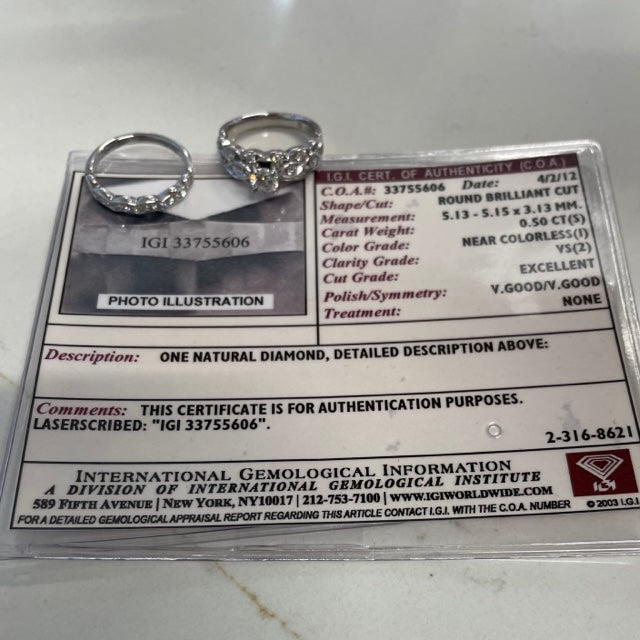 I.G.I. CERT. OF AUTHENTICITY (C.O.A.)
C.O.A.#: 33755606 Date: 4/2/12
Shape/Cut: ROUND BRILLIANT CUT
Measurement: 5.13 - 5.15 x 3.13 MM.
Carat Weight: 0.50 CT(S)
Color Grade: NEAR COLORLESS(I)
Clarity Grade: VS(2)
Cut Grade: EXCELLENT
Polish/Symmetry: V.GOOD/V.GOOD
Treatment: NONE
IGI 33755606
PHOTO ILLUSTRATION
Description: ONE NATURAL DIAMOND, DETAILED DESCRIPTION ABOVE:
Comments: THIS CERTIFICATE IS FOR AUTHENTICATION PURPOSES.
LASERSCRIBED: "IGI 33755606".
2-316-8621
INTERNATIONAL GEMOLOGICAL INFORMATION
A DIVISION OF INTERNATIONAL GEMOLOGICAL INSTITUTE
589 FIFTH AVENUE | NEW YORK, NY10017 | 212-753-7100 | WWW.IGIWORLDWIDE.COM
FOR A DETAILED GEMOLOGICAL APPRAISAL REPORT REGARDING THIS ARTICLE CONTACT I.G.I. WITH THE C.O.A. NUMBER
IGI
© 2003 I.G.I.